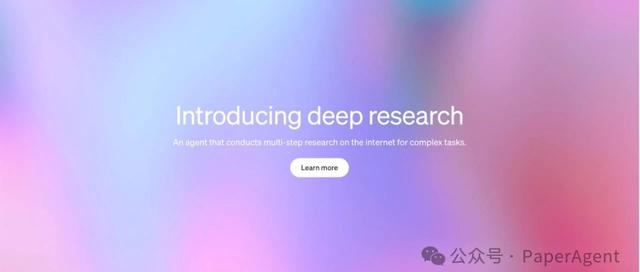 Introducing deep research
An agent that conducts multi-step research on the internet for complex tasks.
Learn more
公众号 · PaperAgent